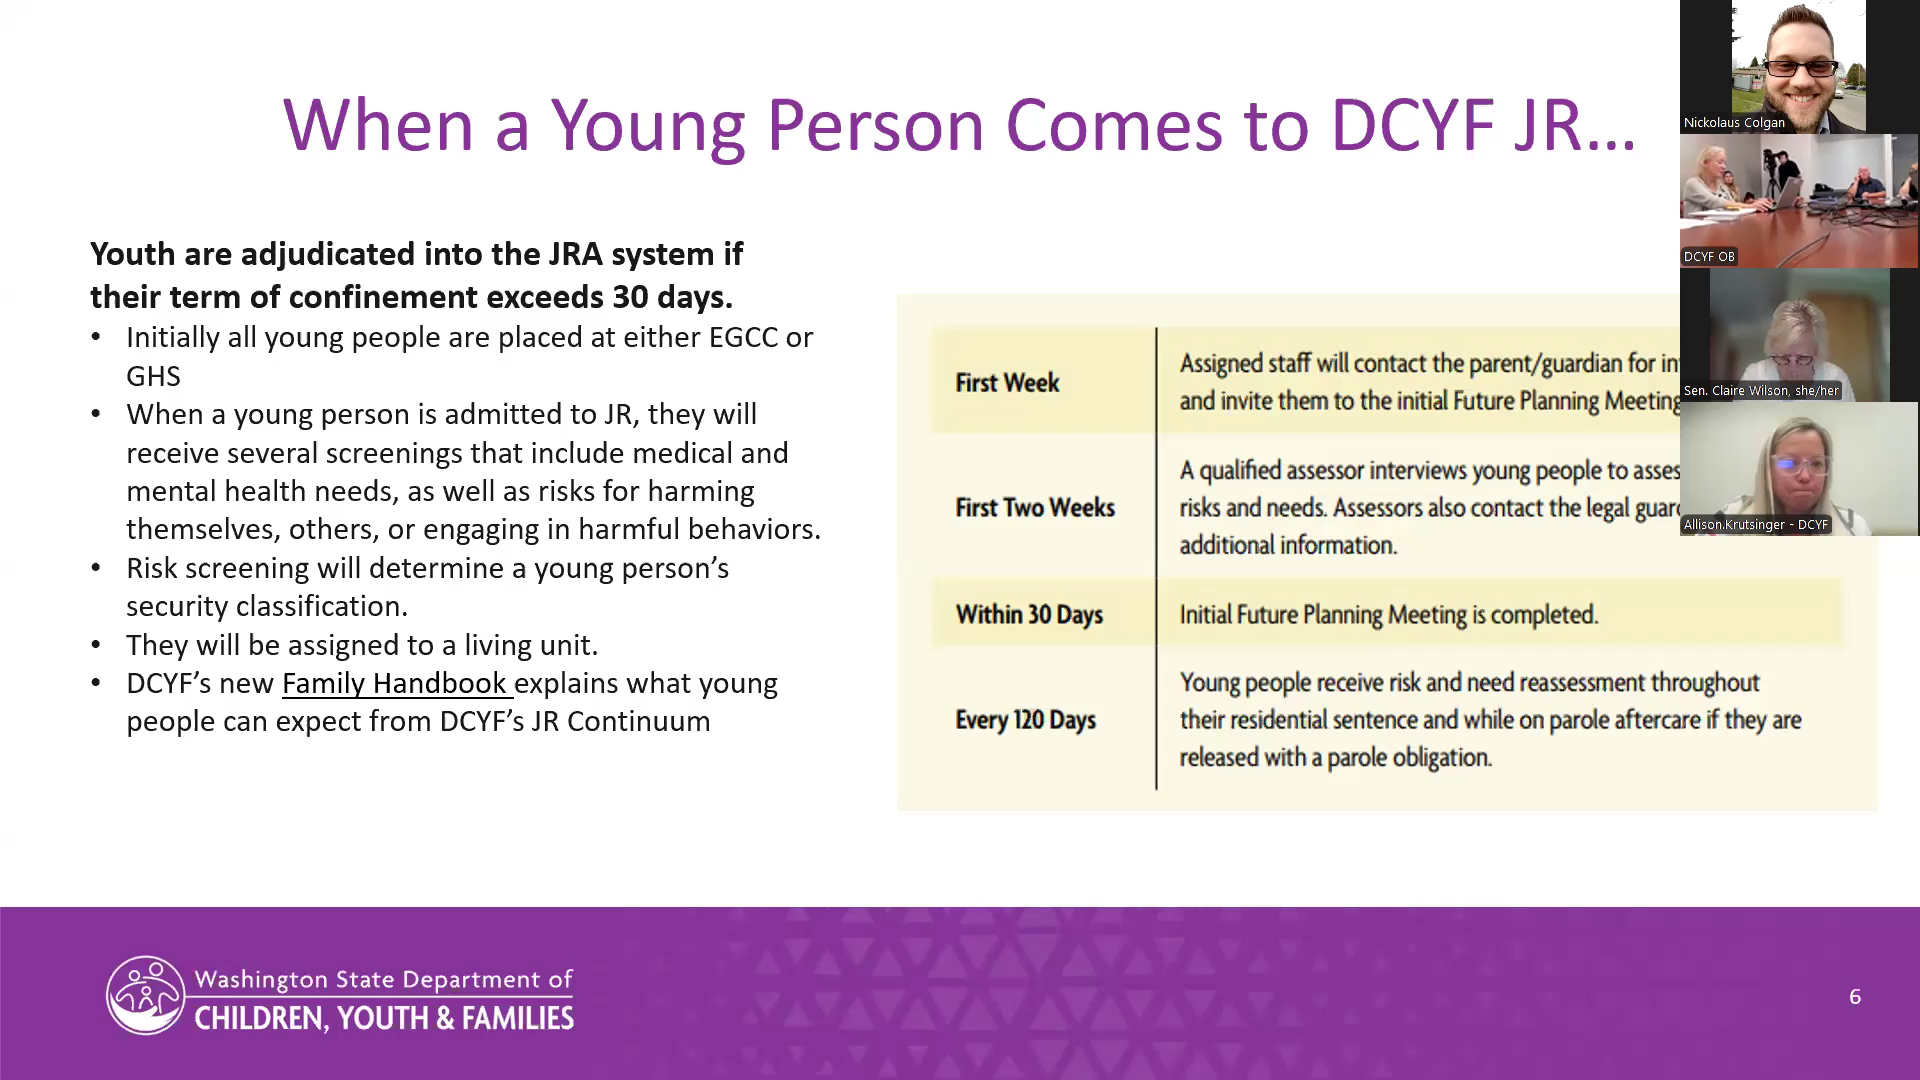 When a Young Person Comes to DCYF JR...
Youth are adjudicated into the JRA system if
their term of confinement exceeds 30 days.
• Initially all young people are placed at either EGCC or
GHS
• When a young person is admitted to JR, they will
receive several screenings that include medical and
mental health needs, as well as risks for harming
themselves, others, or engaging in harmful behaviors.
• Risk screening will determine a young person’s
security classification.
• They will be assigned to a living unit.
• DCYF’s new Family Handbook explains what young
people can expect from DCYF’s JR Continuum
First Week
Assigned staff will contact the parent/guardian for
and invite them to the initial Future Planning Meeting
First Two Weeks
A qualified assessor interviews young people to
risks and needs. Assessors also contact the legal
additional information.
Within 30 Days
Initial Future Planning Meeting is completed.
Every 120 Days
Young people receive risk and need reassessment throughout
their residential sentence and while on parole aftercare if they are
released with a parole obligation.
Nickolaus Colgan
DCYF OB
Sen. Claire Wilson, she/her
Allison.Krutsinger - DCYF
Washington State Department of
CHILDREN, YOUTH & FAMILIES
6